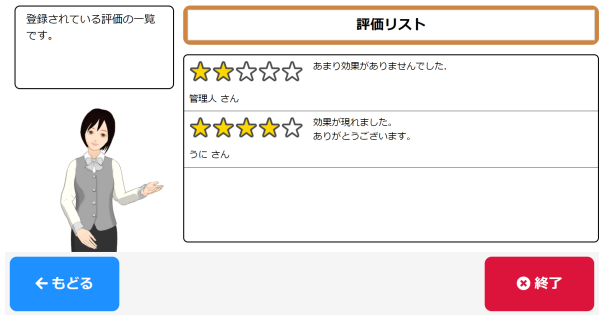 登録されている評価の一覧
です。
評価リスト
あまり効果がありませんでした.
管理人 さん
効果が現れました。
ありがとうございます。
うに さん
もどる
終了